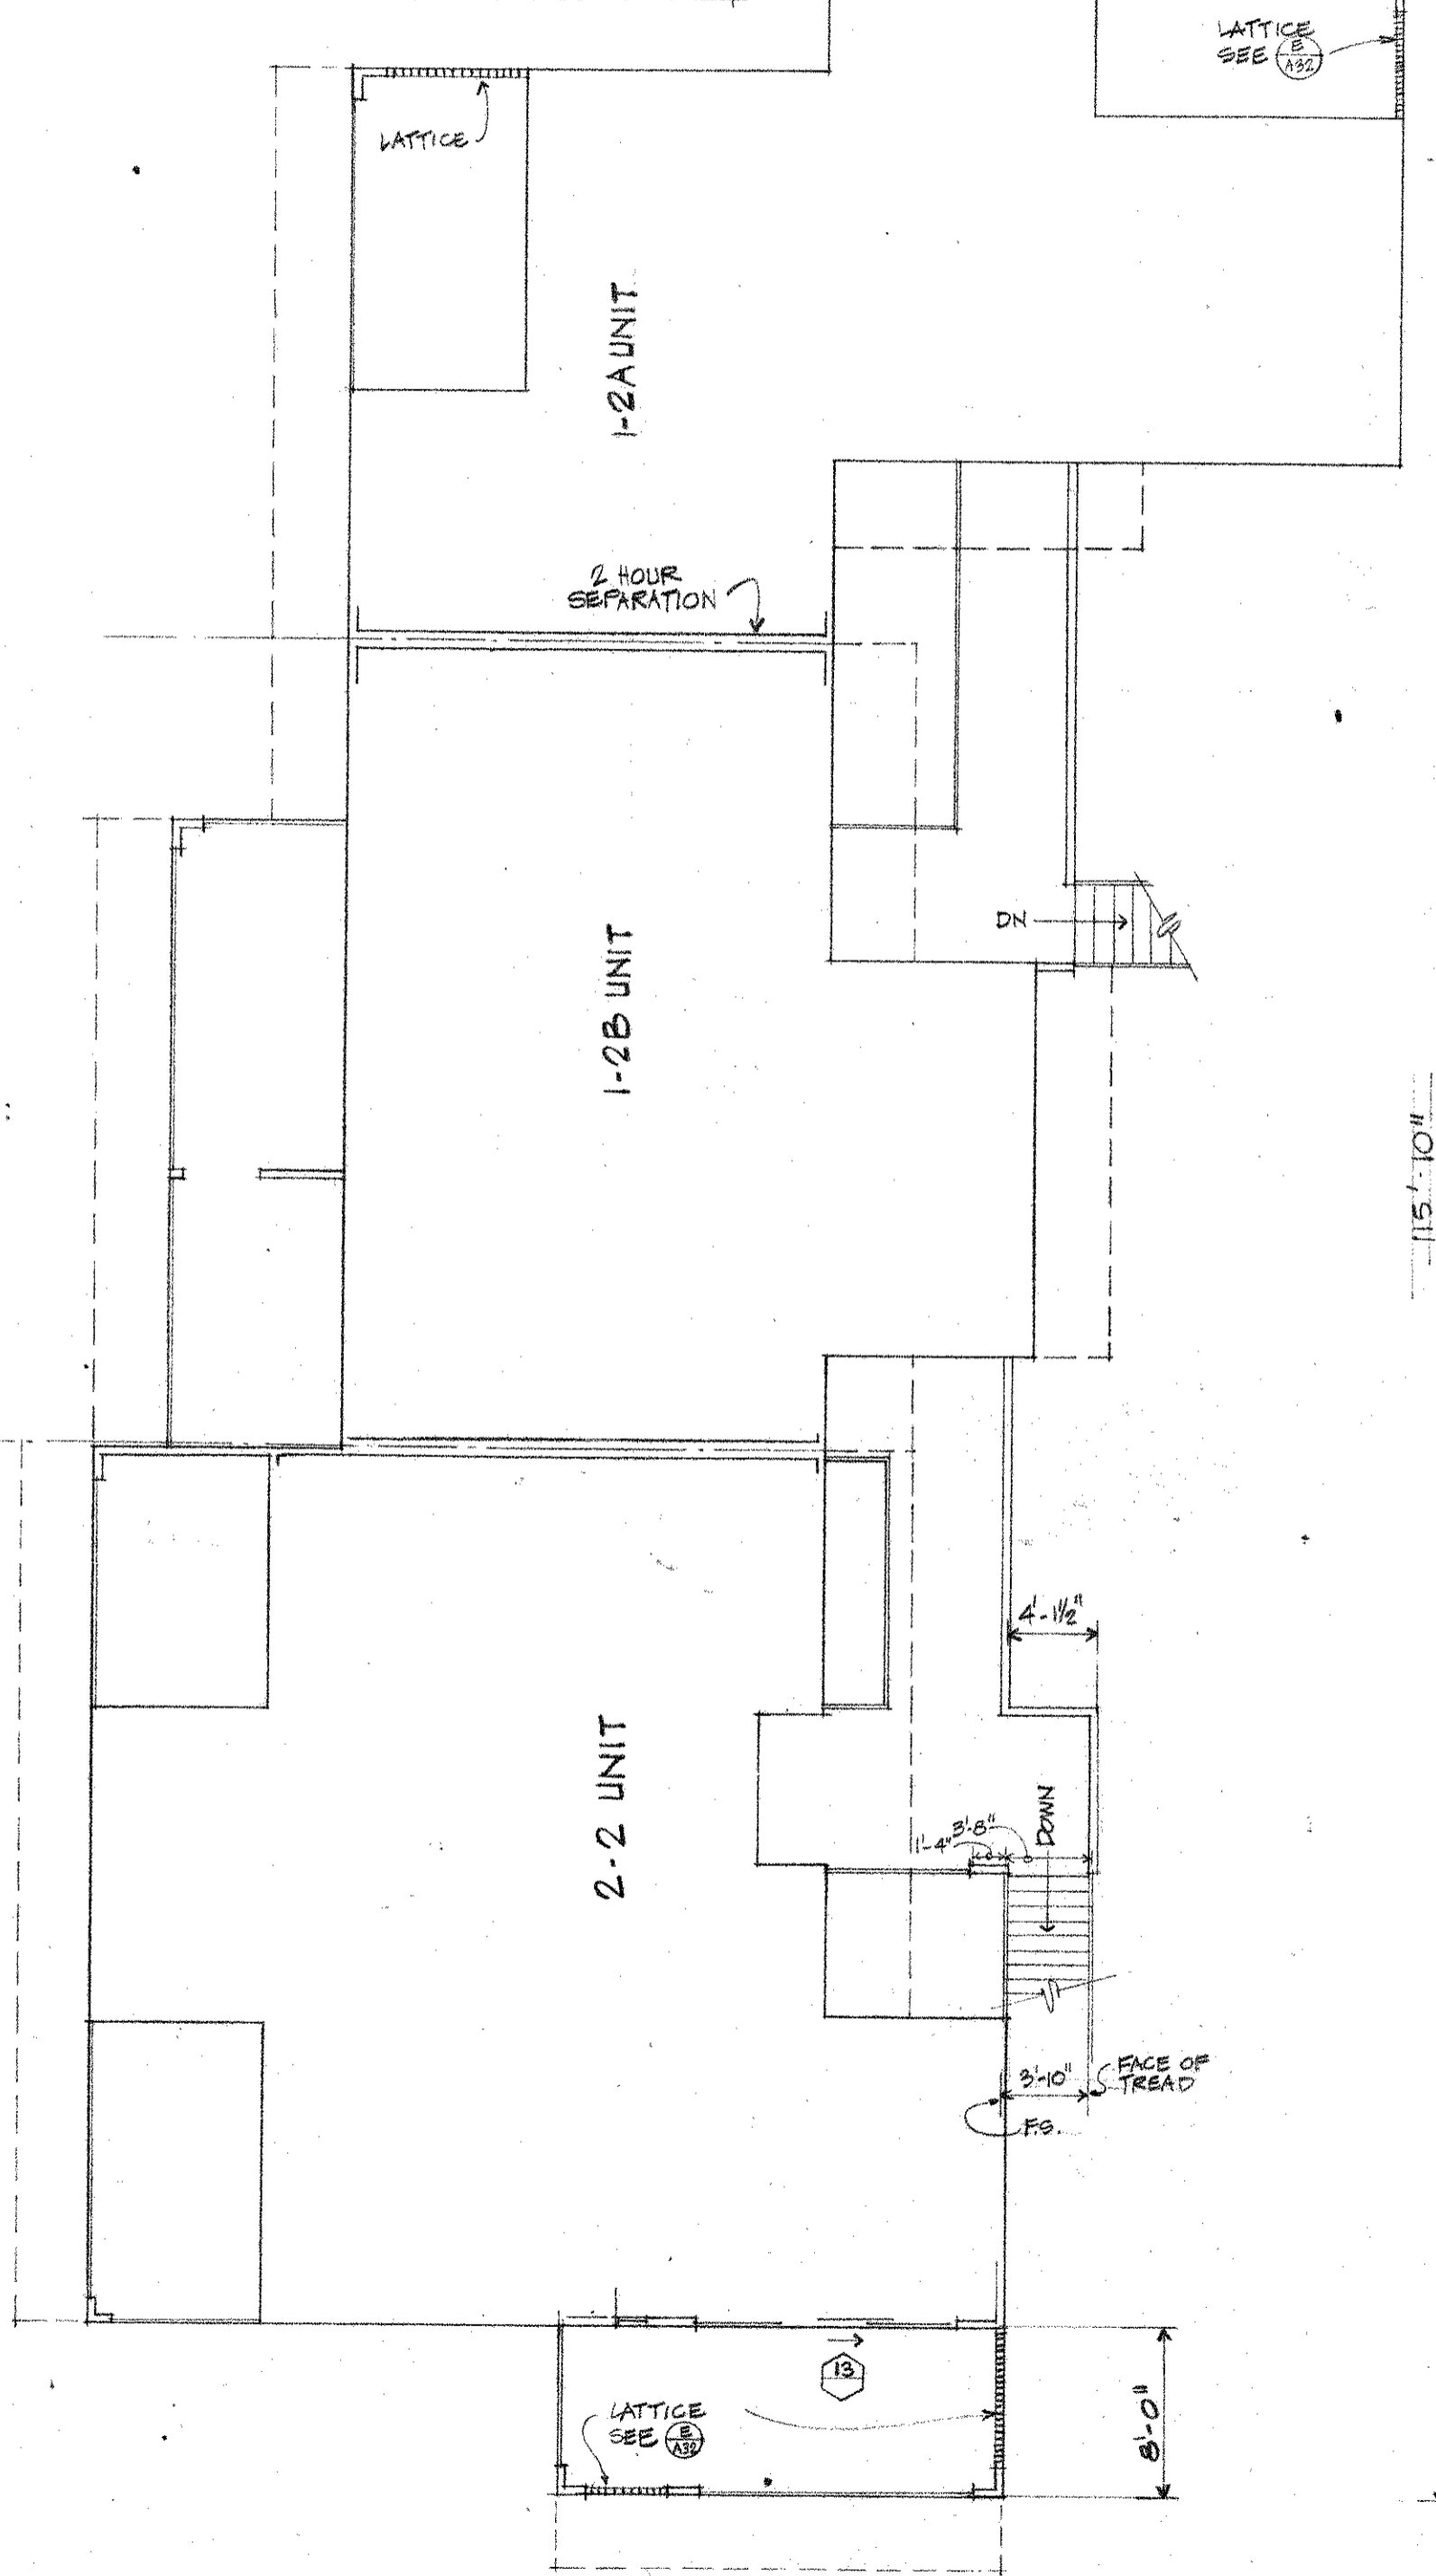 LATTICE
SEE E
A32
LATTICE
1-2A UNIT
2 HOUR
SEPARATION
DN
1-2B UNIT
115'-10"
4'-1½"
2-2 UNIT
DOWN
1'-4" 3'-8"
3'-10"
FACE OF
TREAD
F.S.
13
LATTICE
SEE E
A32
8'-0"